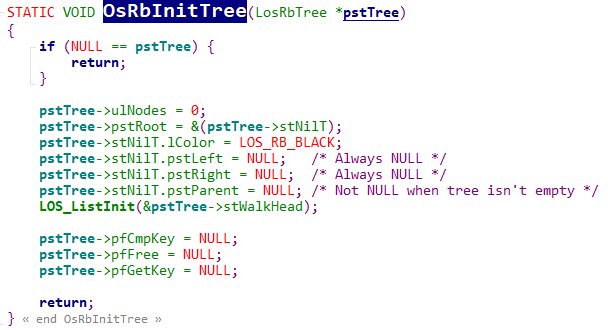 STATIC VOID OsRbInitTree(LosRbTree *pstTree)
{
    if (NULL == pstTree) {
        return;
    }

    pstTree->ulNodes = 0;
    pstTree->pstRoot = &(pstTree->stNilT);
    pstTree->stNilT.lColor = LOS_RB_BLACK;
    pstTree->stNilT.pstLeft = NULL;   /* Always NULL */
    pstTree->stNilT.pstRight = NULL;  /* Always NULL */
    pstTree->stNilT.pstParent = NULL; /* Not NULL when tree isn't empty */
    LOS_ListInit(&pstTree->stWalkHead);

    pstTree->pfCmpKey = NULL;
    pstTree->pfFree = NULL;
    pstTree->pfGetKey = NULL;

    return;
} « end OsRbInitTree »